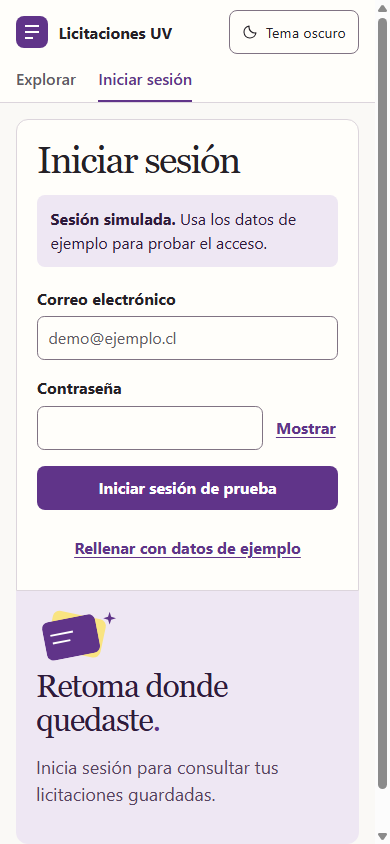 Licitaciones UV
Tema oscuro
Explorar
Iniciar sesión
Iniciar sesión
Sesión simulada. Usa los datos de
ejemplo para probar el acceso.
Correo electrónico
demo@ejemplo.cl
Contraseña
Mostrar
Iniciar sesión de prueba
Rellenar con datos de ejemplo
Retoma donde
quedaste.
Inicia sesión para consultar tus
licitaciones guardadas.